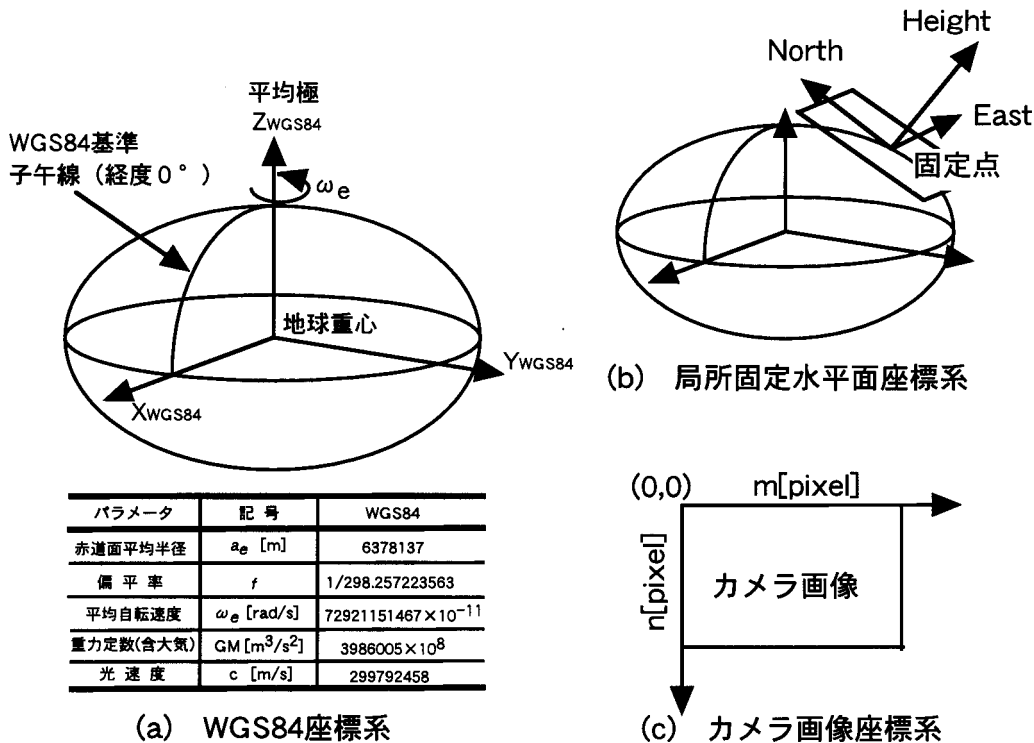 平均極
ZWGS84
WGS84基準
子午線（経度０°）
ωe
地球重心
YWGS84
XWGS84
パラメータ 記号 WGS84
赤道面平均半径 ae [m] 6378137
偏平率 f 1/298.257223563
平均自転速度 ωe [rad/s] 72921151467×10⁻¹¹
重力定数(含大気) GM [m³/s²] 3986005×10⁸
光速度 c [m/s] 299792458
(a) WGS84座標系
Height
North
East
固定点
(b) 局所固定水平面座標系
(0,0) m[pixel]
n[pixel]
カメラ画像
(c) カメラ画像座標系